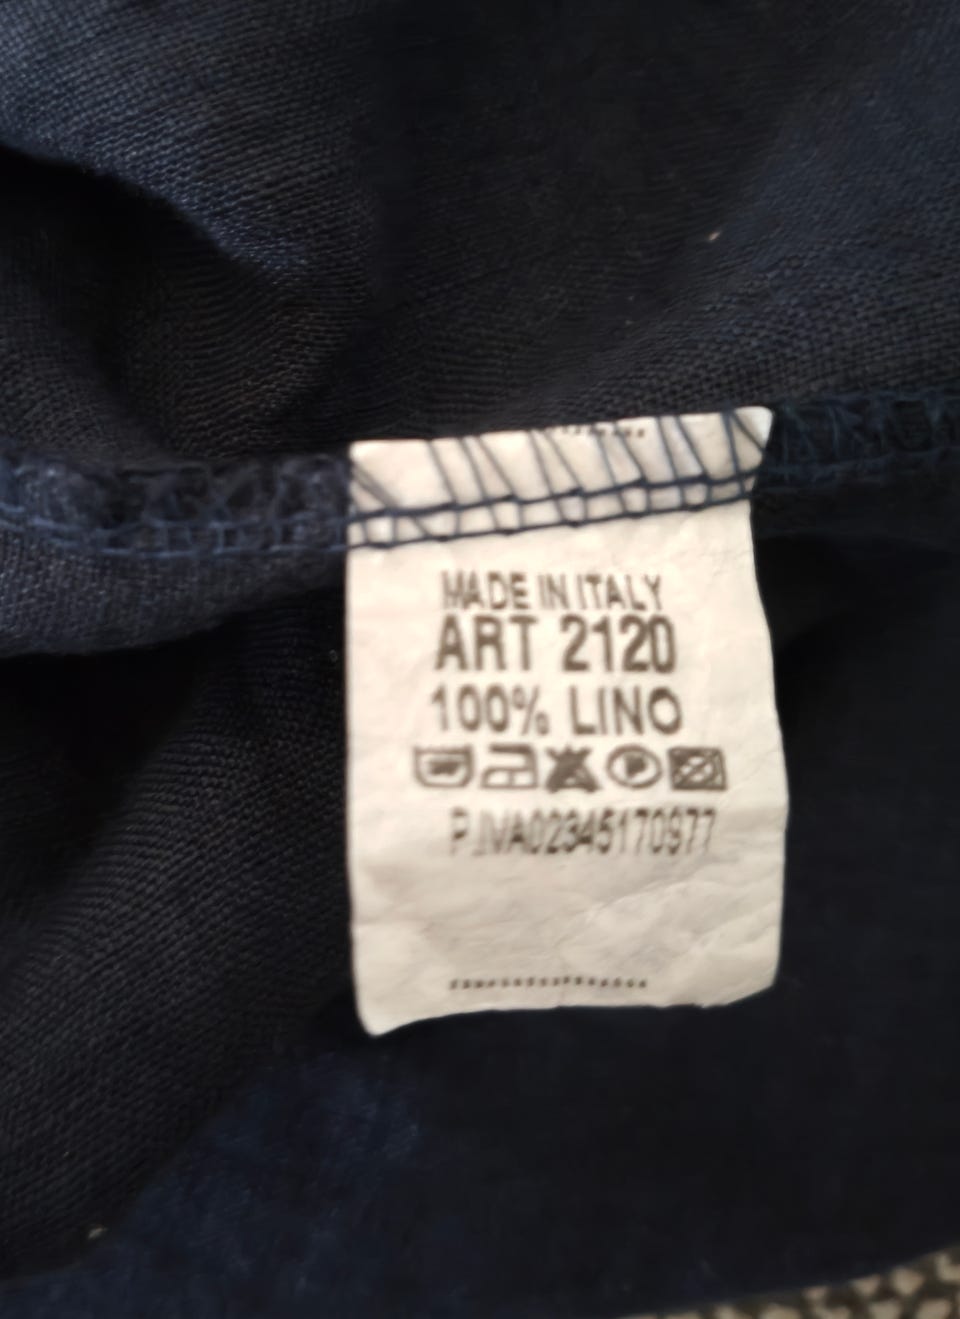 MADE IN ITALY
ART 2120
100% LINO
P.IVA02345170977